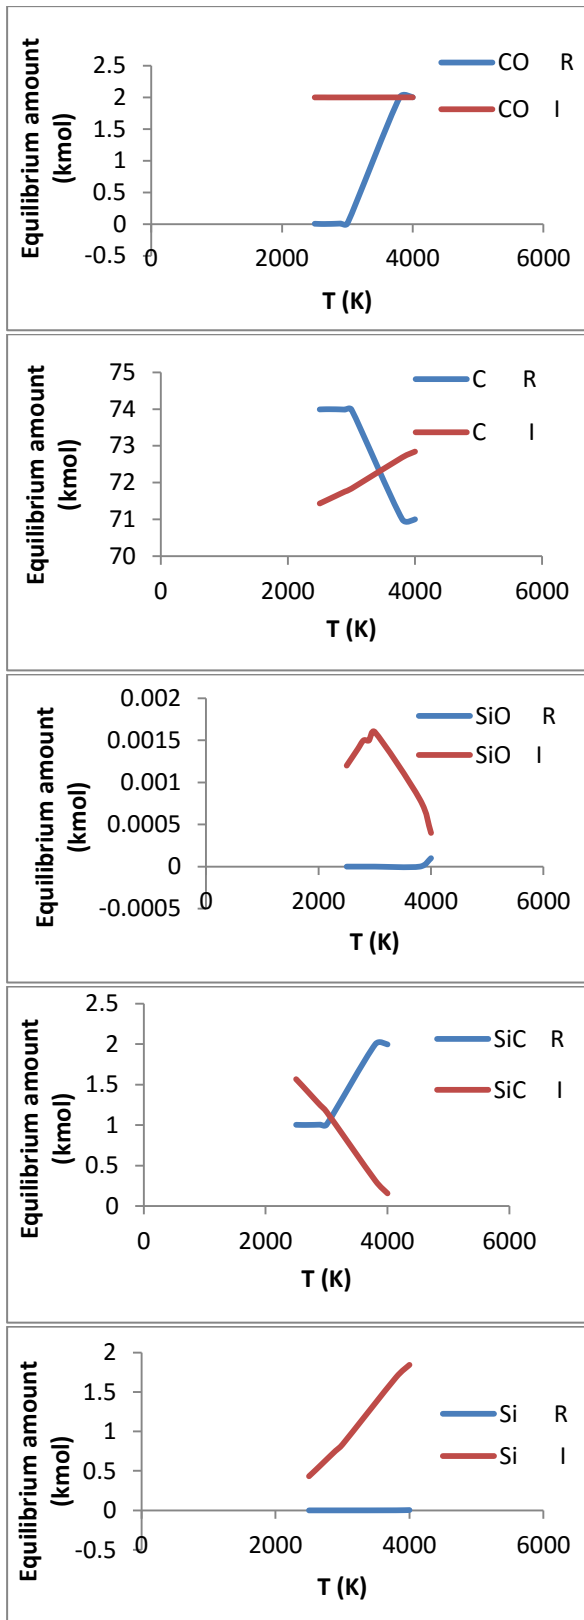 Equilibrium amount
(kmol)
2.5
2
1.5
1
0.5
0
-0.5
0
2000
4000
6000
T (K)
CO R
CO I
Equilibrium amount
(kmol)
75
74
73
72
71
70
0
2000
4000
6000
T (K)
C R
C I
Equilibrium amount
(kmol)
0.002
0.0015
0.001
0.0005
0
-0.0005
0
2000
4000
6000
T (K)
SiO R
SiO I
Equilibrium amount
(kmol)
2.5
2
1.5
1
0.5
0
0
2000
4000
6000
T (K)
SiC R
SiC I
Equilibrium amount
(kmol)
2
1.5
1
0.5
0
-0.5
0
2000
4000
6000
T (K)
Si R
Si I